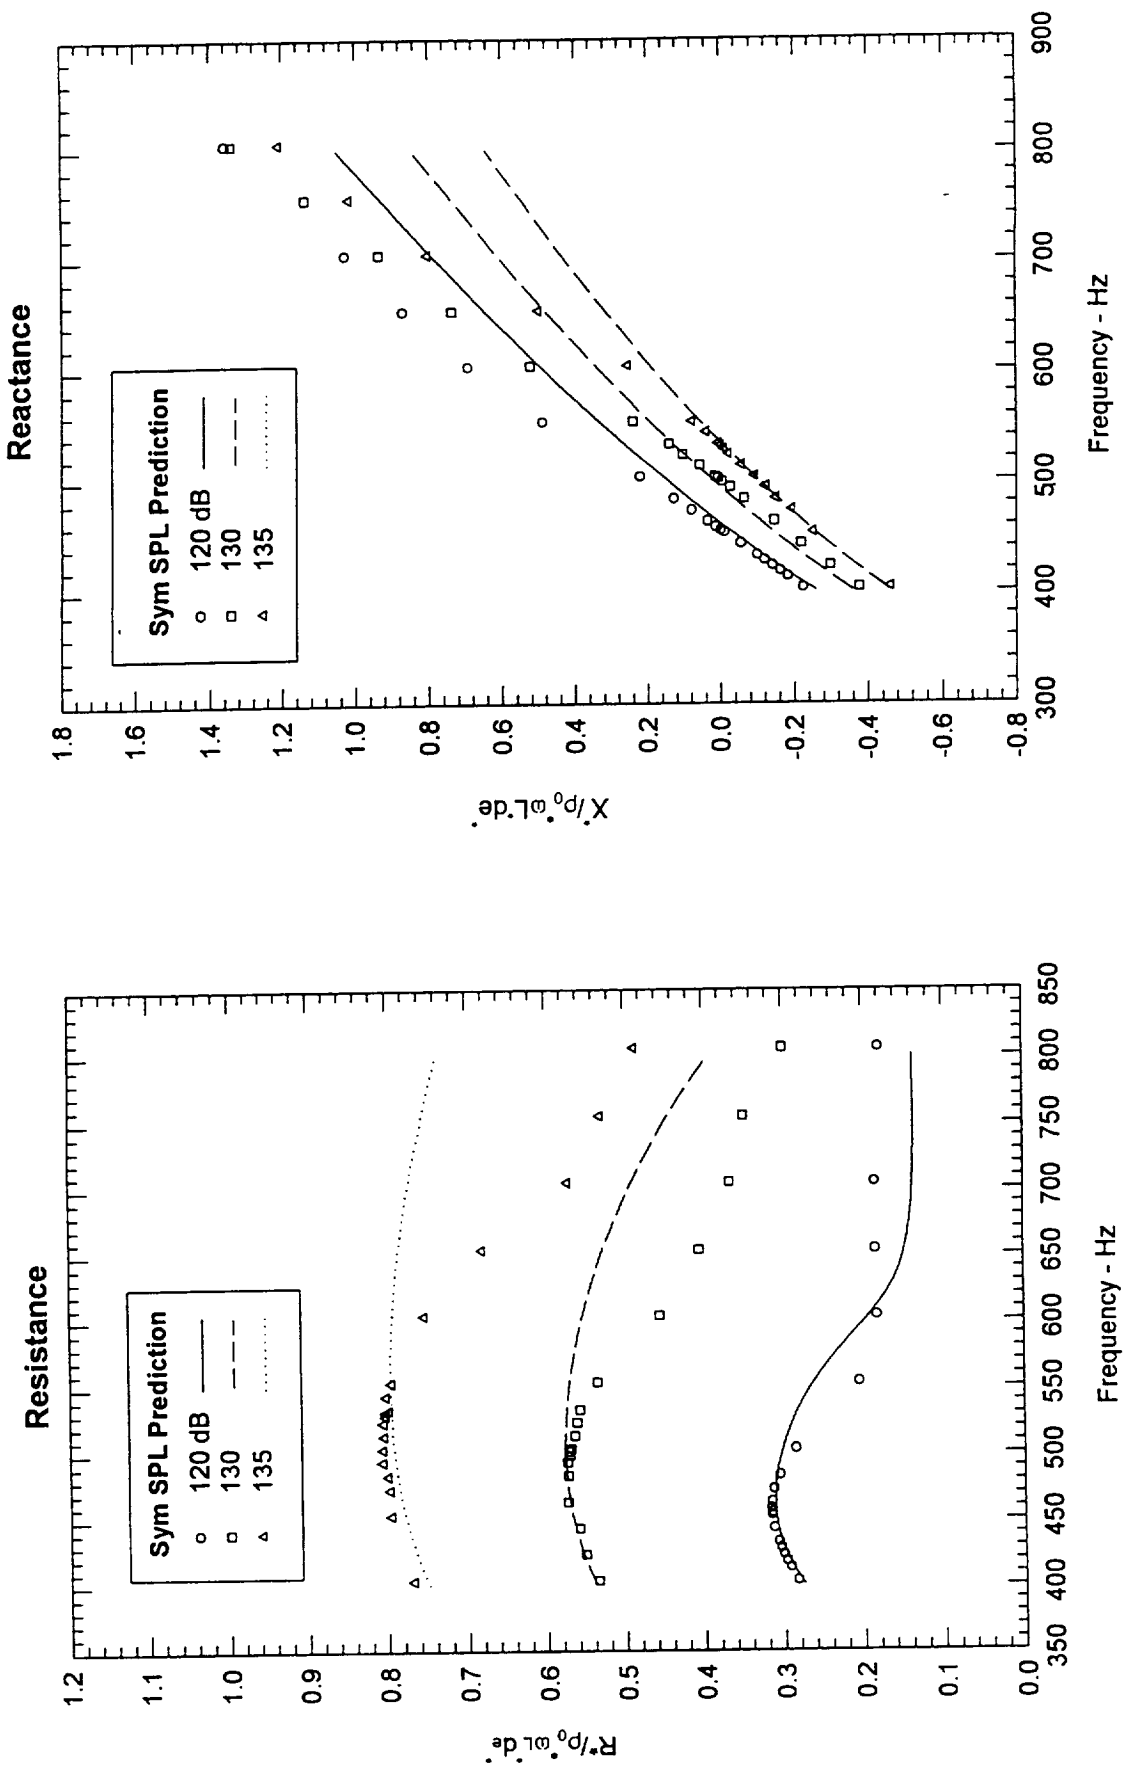 Resistance
Sym SPL Prediction
120 dB
130
135
1.2
1.1
1.0
0.9
0.8
0.7
0.6
0.5
0.4
0.3
0.2
0.1
0.0
350 400 450 500 550 600 650 700 750 800 850
Frequency - Hz
R*/ρ₀*ωL*de*
Reactance
Sym SPL Prediction
120 dB
130
135
1.8
1.6
1.4
1.2
1.0
0.8
0.6
0.4
0.2
0.0
-0.2
-0.4
-0.6
-0.8
300 400 500 600 700 800 900
Frequency - Hz
X*/ρ₀*ωL*de*